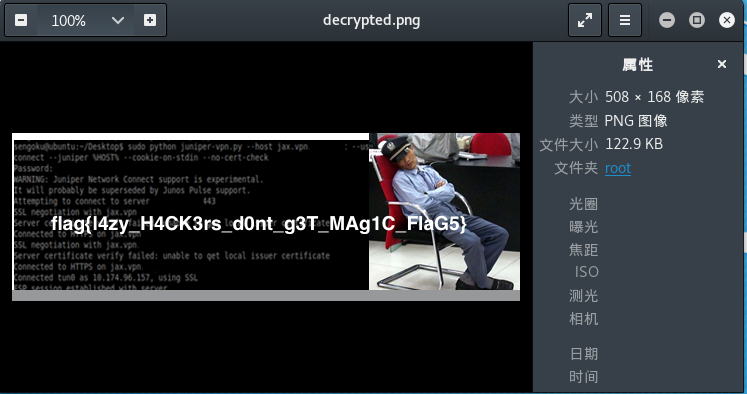 100%
decrypted.png
属性
大小 508 × 168 像素
类型 PNG 图像
文件大小 122.9 KB
文件夹 root
光圈
曝光
焦距
ISO
测光
相机
日期
时间
sengoku@ubuntu:~/Desktop$ sudo python juniper-vpn.py --host jax.vpn : --us
connect --juniper %HOST% --cookie-on-stdin --no-cert-check
Password:
WARNING: Juniper Network Connect support is experimental.
It will probably be superseded by Junos Pulse support.
Attempting to connect to server 443
SSL negotiation with jax.vpn
flag{l4zy_H4CK3rs_d0nt_g3T_MAg1C_FlaG5}
Connected to HTTPS on jax.vpn
SSL negotiation with jax.vpn
Server certificate verify failed: unable to get local issuer certificate
Connected to HTTPS on jax.vpn
Connected tun0 as 10.174.96.157, using SSL
ESP session established with server